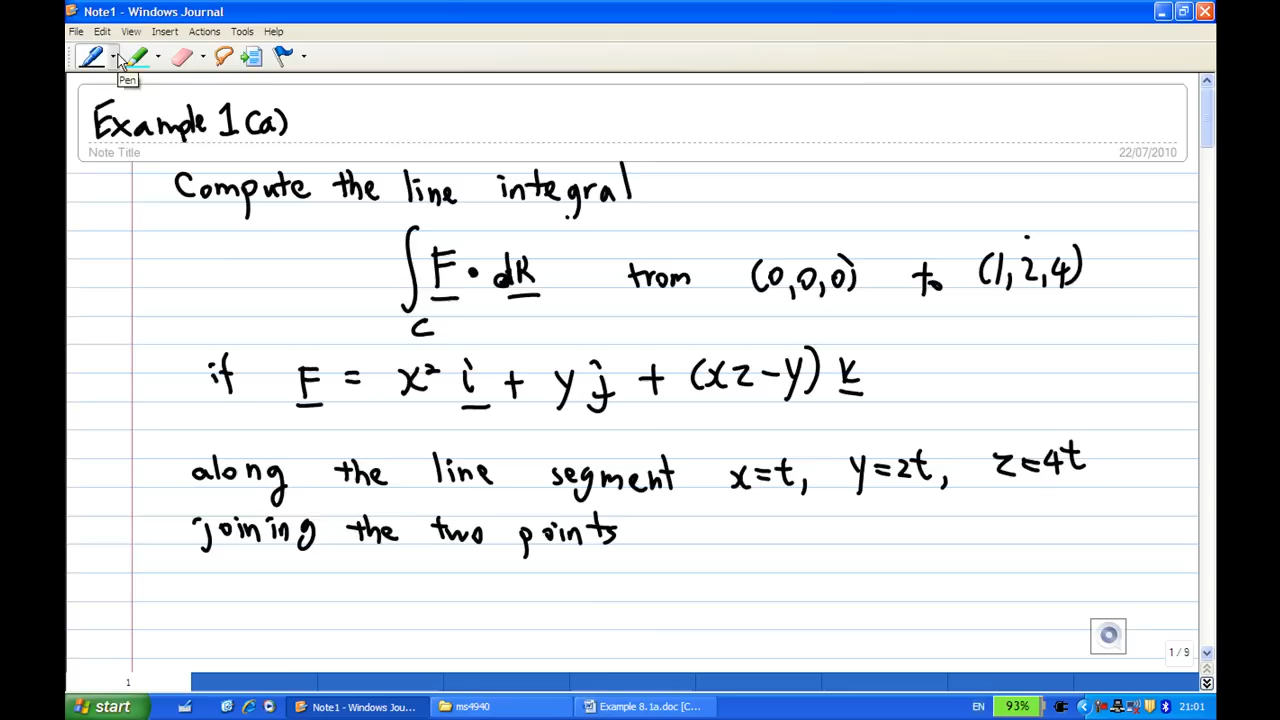 Note1 - Windows Journal
File Edit View Insert Actions Tools Help
Pen
Example 1(a)
Note Title
22/07/2010
Compute the line integral
∫_C F • dR from (0,0,0) to (1,2,4)
if F = x² i + y j + (xz-y) k
along the line segment x=t, y=2t, z=4t
joining the two points
1 / 9
1
start Note1 - Windows Jour... ms4940 Example 8.1a.doc [C... EN 93% 21:01